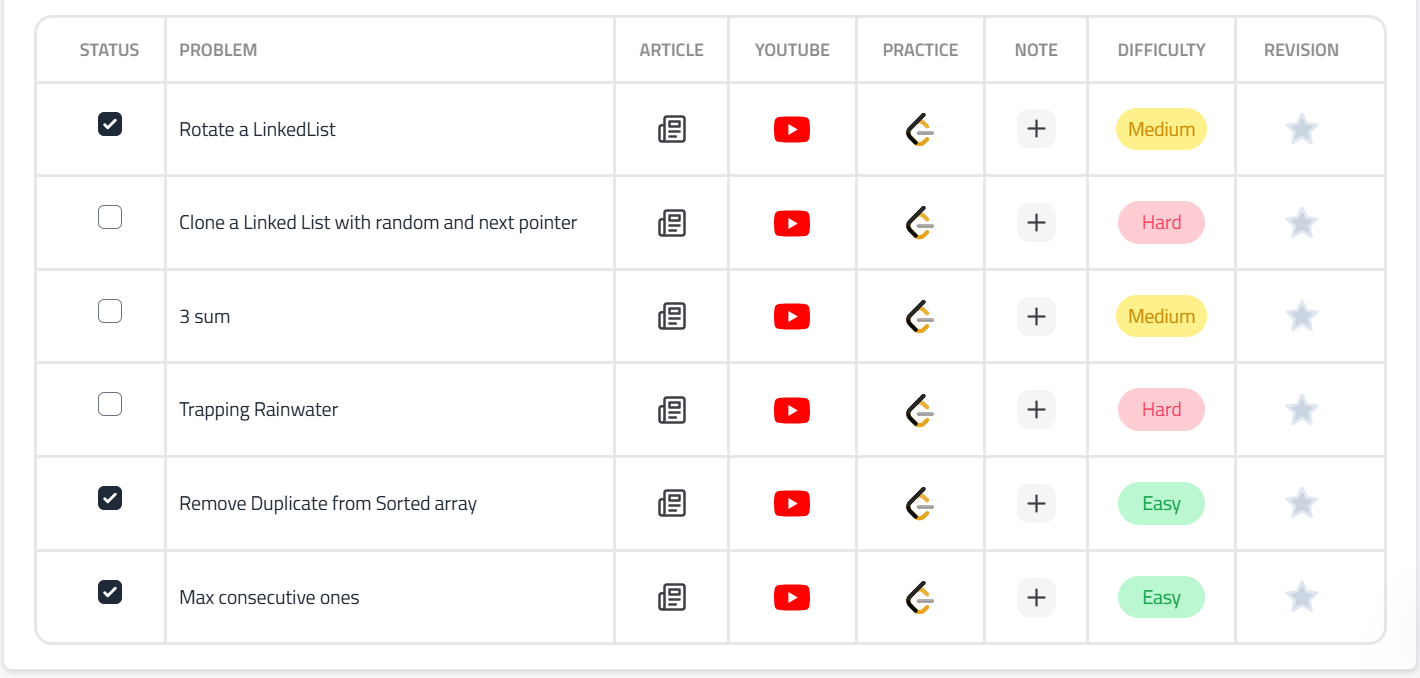 STATUS PROBLEM ARTICLE YOUTUBE PRACTICE NOTE DIFFICULTY REVISION
Rotate a LinkedList Medium
Clone a Linked List with random and next pointer Hard
3 sum Medium
Trapping Rainwater Hard
Remove Duplicate from Sorted array Easy
Max consecutive ones Easy